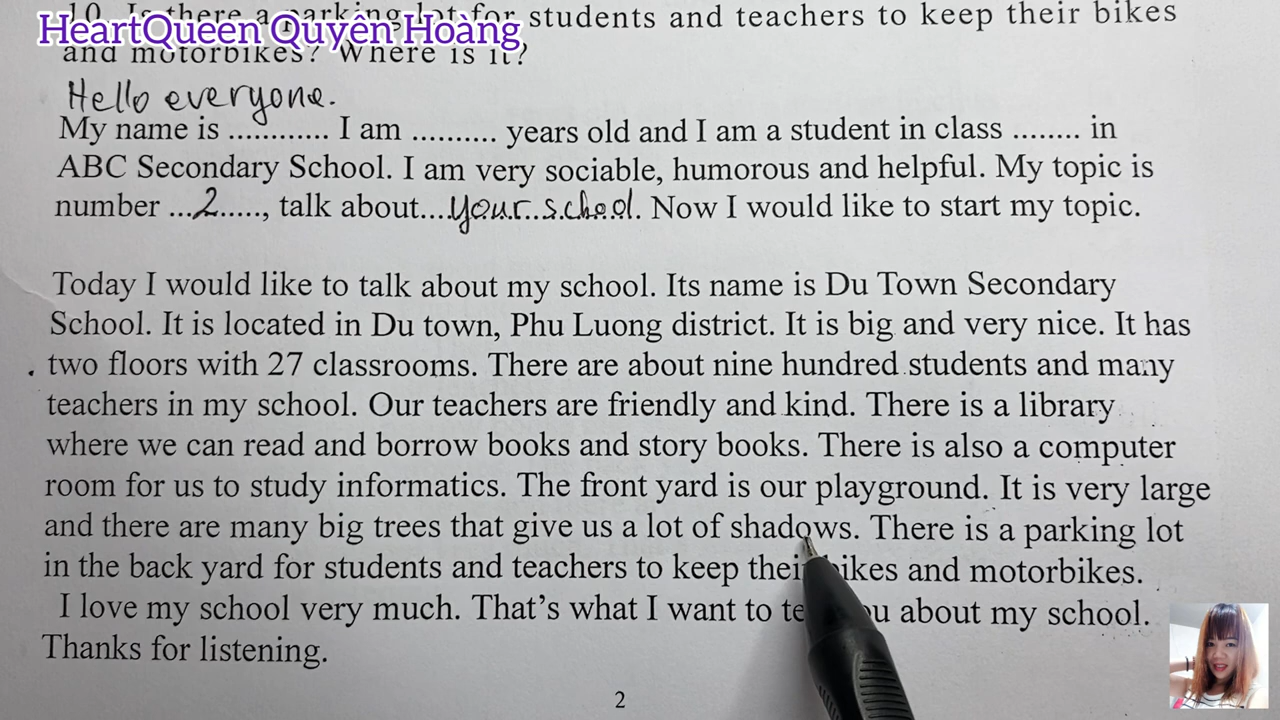 10. Is there a parking lot for students and teachers to keep their bikes
HeartQueen Quyên Hoàng
and motorbikes? Where is it?
Hello everyone.
My name is ............ I am .......... years old and I am a student in class ........ in
ABC Secondary School. I am very sociable, humorous and helpful. My topic is
number ...2....., talk about....your school. Now I would like to start my topic.
Today I would like to talk about my school. Its name is Du Town Secondary
School. It is located in Du town, Phu Luong district. It is big and very nice. It has
two floors with 27 classrooms. There are about nine hundred students and many
teachers in my school. Our teachers are friendly and kind. There is a library
where we can read and borrow books and story books. There is also a computer
room for us to study informatics. The front yard is our playground. It is very large
and there are many big trees that give us a lot of shadows. There is a parking lot
in the back yard for students and teachers to keep their bikes and motorbikes.
I love my school very much. That's what I want to about my school.
Thanks for listening.
2